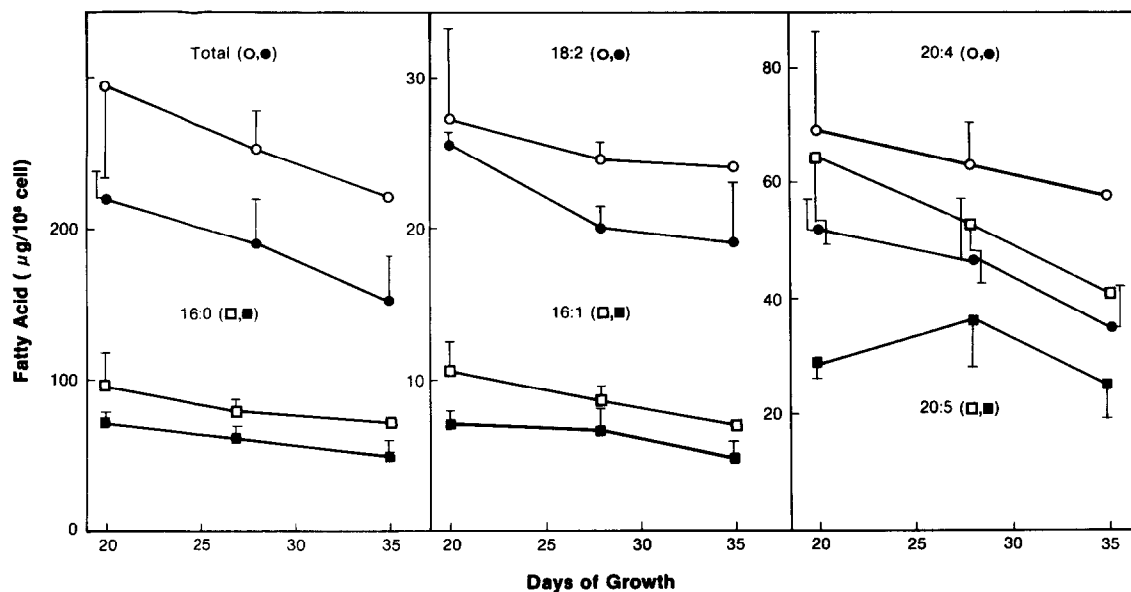 Total (○,●)
18:2 (○,●)
20:4 (○,●)
16:0 (□,■)
16:1 (□,■)
20:5 (□,■)
Fatty Acid ( µg/10⁶ cell)
200
100
0
30
20
10
80
60
40
20
20 25 30 35
20 25 30 35
20 25 30 35
Days of Growth